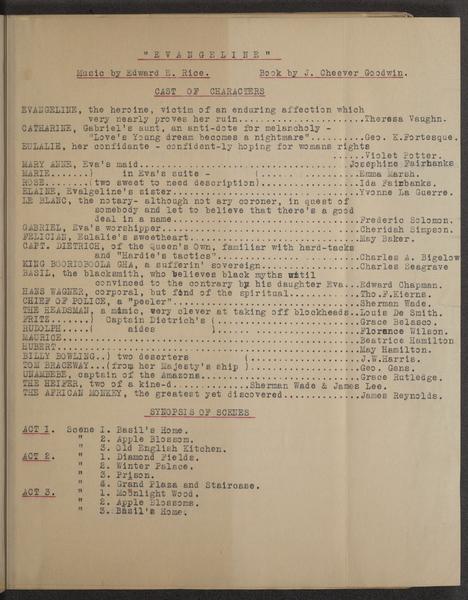 "EVANGELINE"
Music by Edward E. Rice. Book by J. Cheever Goodwin.
CAST OF CHARACTERS
EVANGELINE, the heroine, victim of an enduring affection which
very nearly proves her ruin......................Theresa Vaughn.
CATHARINE, Gabriel's aunt, an anti-dote for melancholy -
"Love's Young dream becomes a nightmare".........Geo. K.Fortesque.
EULALIE, her confidante - confident-ly hoping for womans rights
......Violet Potter.
MARY ANNE, Eva's maid...............................Josephine Fairbanks
MARIE.......) in Eva's suite - (.................Emma Marsh.
ROSE........(two sweet to need description)..................Ida Fairbanks.
ELAINE, Evalgeline's sister..........................Yvonne La Guerre.
LE BLANC, the notary- although not ary coroner, in quest of
somebody and let to believe that there's a good
deal in a name..............................Frederic Solomon.
GABRIEL, Eva's worshipper..............................Cheridah Simpson.
FELICIAN, Eulalie's sweetheart.........................May Baker.
CAPT. DIETRICH, of the Queen's Own, familiar with hard-tacks
and "Hardie's tactics".........................Charles A. Bigelow
KING BOORIOBOOLA GHA, a sufferin' sovereign............Charles Seagrave
BASIL, the blacksmith, who believes black myths until
convinced to the contrary by his daughter Eva..Edward Chapman.
HANS WAGNER, corporal, but fond of the spiritual..........Tho.F.Kierns.
CHIEF OF POLICE, a "peeler"............................Sherman Wade.
THE HEADSMAN, a mimic, very clever at taking off blockheads.Louis De Smith.
FRITZ......) Captain Dietrich's (......................Grace Belasco.
RUDOLPH....( aides )......................Florence Wilson.
MAURICE................................................Beatrice Hamilton
HUBERT.................................................May Hamilton.
BILLY BOWLING..) two deserters (....................J.W.Harris.
TOM BRACEWAY...(from her Majesty's ship )..............Geo. Gans.
UNAMBEBE, captain of the amazons.......................Grace Rutledge.
THE HEIFER, two of a kine-d............Sherman Wade & James Lee.
THE AFRICAN MONKEY, the greatest yet discovered........James Reynolds.
SYNOPSIS OF SCENES
ACT 1. Scene 1. Basil's Home.
" 2. Apple Blossom.
" 3. Old English Kitchen.
ACT 2. " 1. Diamond Fields.
" 2. Winter Palace.
" 3. Prison.
" 4. Grand Plaza and Staircase.
ACT 3. " 1. Moonlight Wood.
" 2. Apple Blossoms.
" 3. Basil's Home.